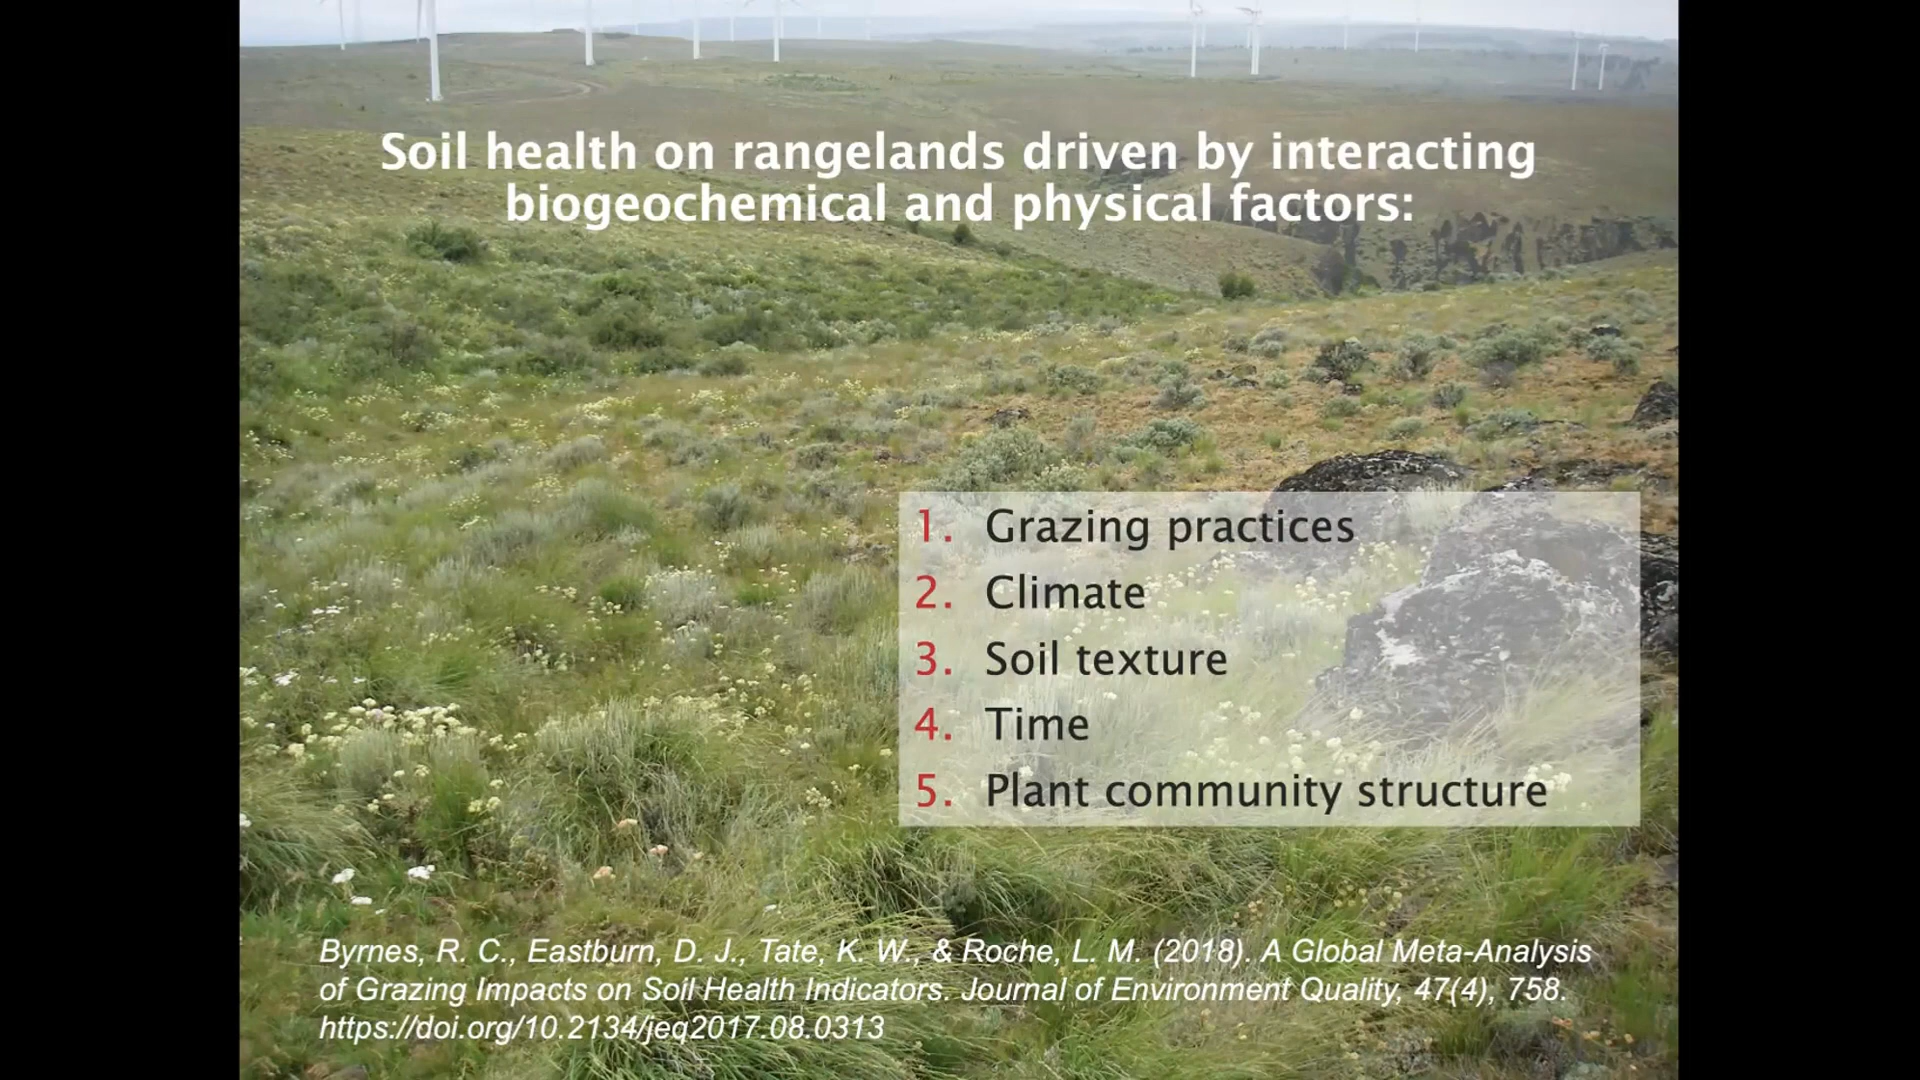 Soil health on rangelands driven by interacting
biogeochemical and physical factors:
1. Grazing practices
2. Climate
3. Soil texture
4. Time
5. Plant community structure
Byrnes, R. C., Eastburn, D. J., Tate, K. W., & Roche, L. M. (2018). A Global Meta-Analysis
of Grazing Impacts on Soil Health Indicators. Journal of Environment Quality, 47(4), 758.
https://doi.org/10.2134/jeq2017.08.0313